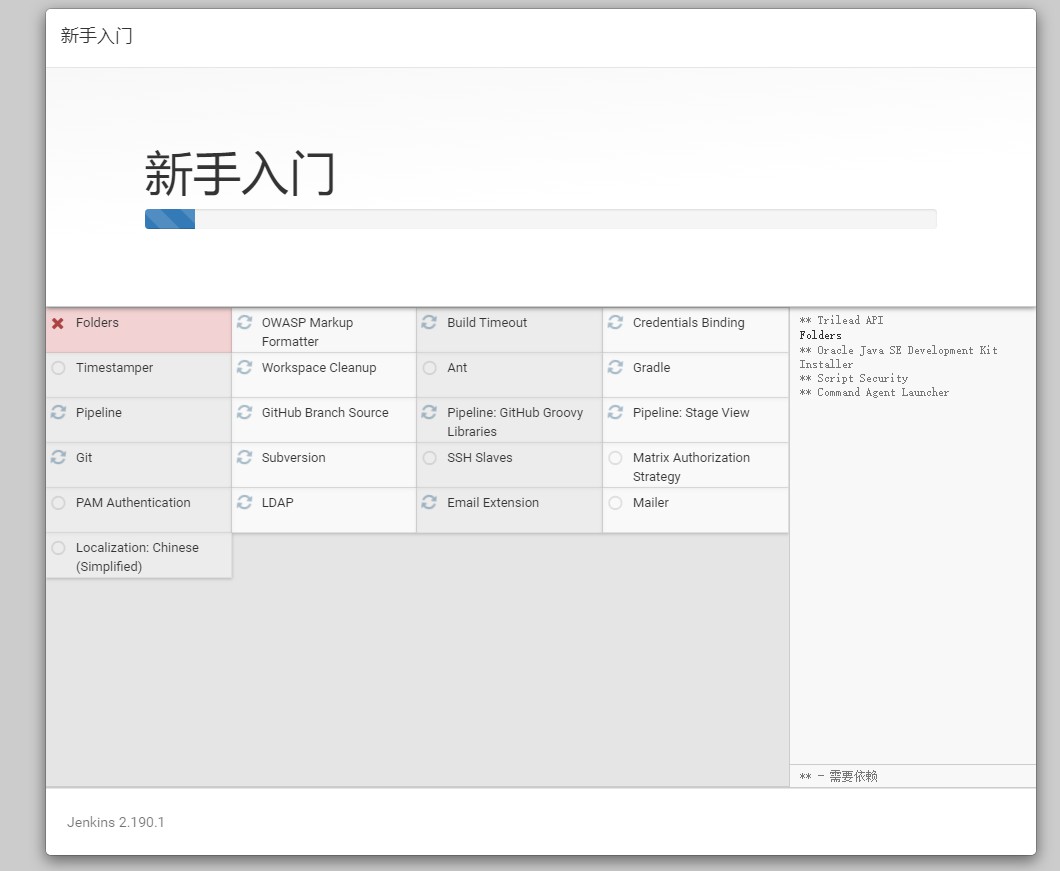 新手入门
新手入门
Folders
OWASP Markup
Formatter
Build Timeout
Credentials Binding
Timestamper
Workspace Cleanup
Ant
Gradle
Pipeline
GitHub Branch Source
Pipeline: GitHub Groovy
Libraries
Pipeline: Stage View
Git
Subversion
SSH Slaves
Matrix Authorization
Strategy
PAM Authentication
LDAP
Email Extension
Mailer
Localization: Chinese
(Simplified)
** Trilead API
Folders
** Oracle Java SE Development Kit
Installer
** Script Security
** Command Agent Launcher
** - 需要依赖
Jenkins 2.190.1